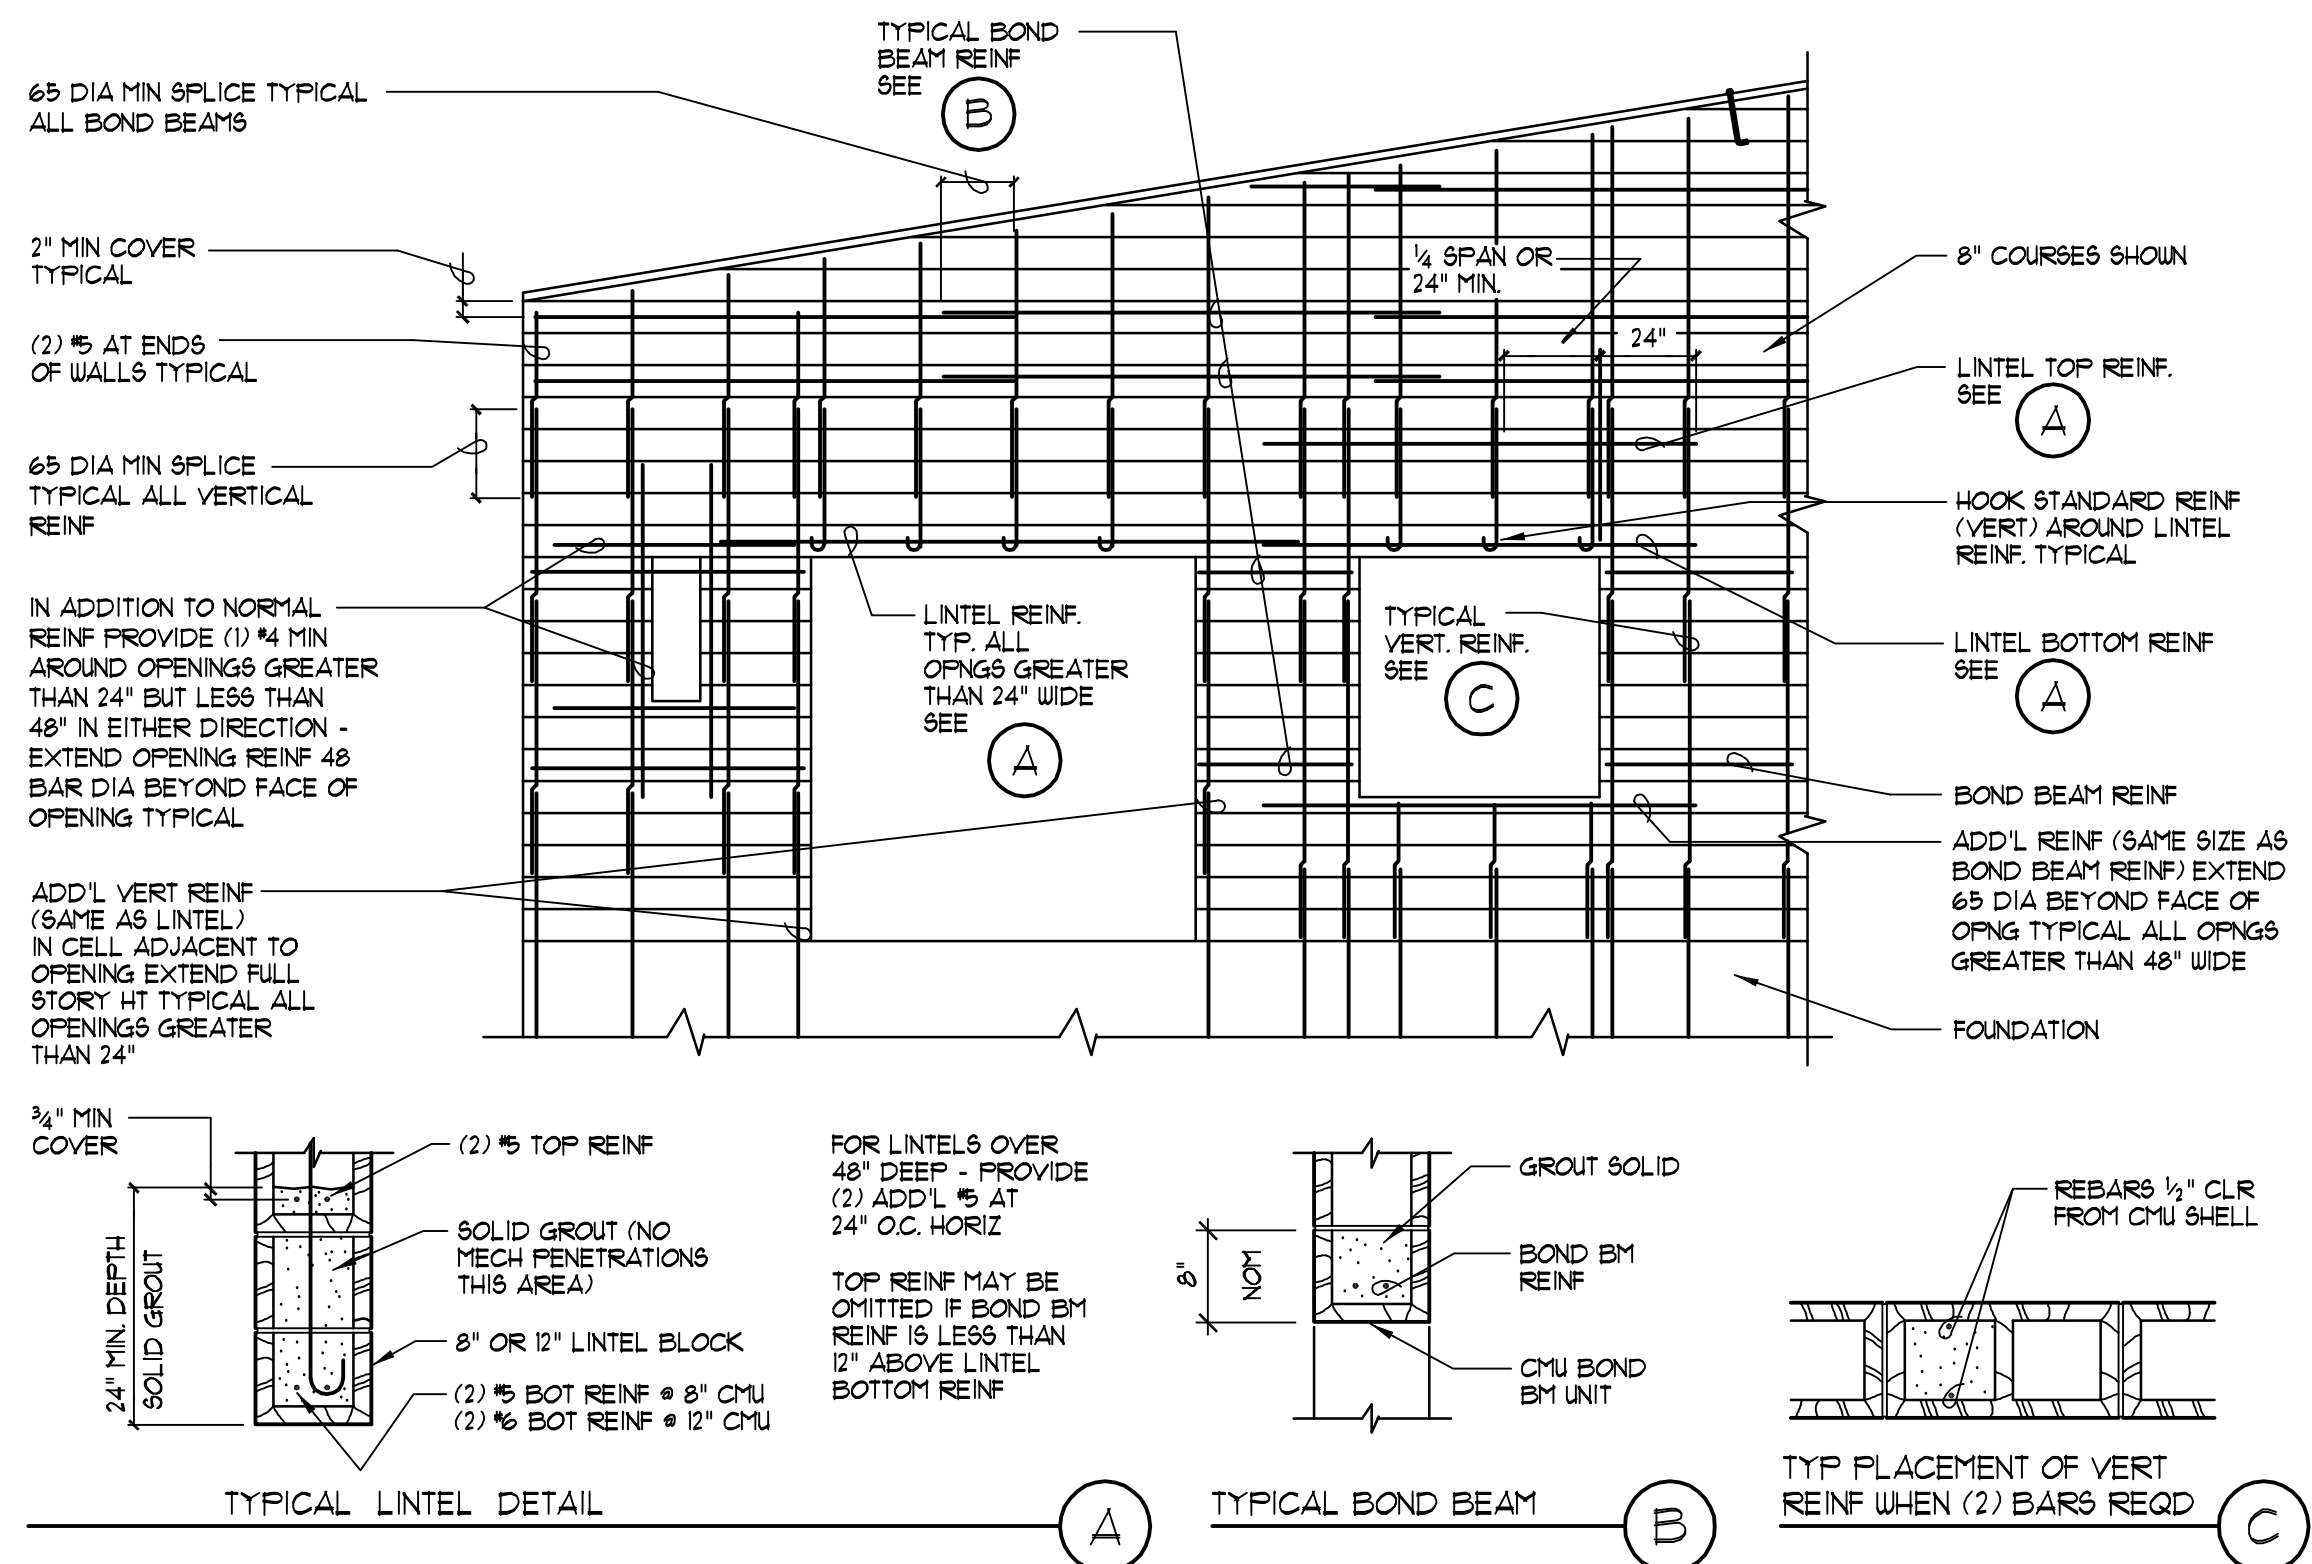 TYPICAL BOND
BEAM REINF
SEE
B
65 DIA MIN SPLICE TYPICAL
ALL BOND BEAMS
2" MIN COVER
TYPICAL
(2) #5 AT ENDS
OF WALLS TYPICAL
65 DIA MIN SPLICE
TYPICAL ALL VERTICAL
REINF
IN ADDITION TO NORMAL
REINF PROVIDE (1) #4 MIN
AROUND OPENINGS GREATER
THAN 24" BUT LESS THAN
48" IN EITHER DIRECTION -
EXTEND OPENING REINF 48
BAR DIA BEYOND FACE OF
OPENING TYPICAL
ADD'L VERT REINF
(SAME AS LINTEL)
IN CELL ADJACENT TO
OPENING EXTEND FULL
STORY HT TYPICAL ALL
OPENINGS GREATER
THAN 24"
1/4 SPAN OR
24" MIN.
24"
LINTEL REINF.
TYP. ALL
OPNGS GREATER
THAN 24" WIDE
SEE
A
TYPICAL
VERT. REINF.
SEE
C
8" COURSES SHOWN
LINTEL TOP REINF.
SEE
A
HOOK STANDARD REINF
(VERT) AROUND LINTEL
REINF. TYPICAL
LINTEL BOTTOM REINF
SEE
A
BOND BEAM REINF
ADD'L REINF (SAME SIZE AS
BOND BEAM REINF) EXTEND
65 DIA BEYOND FACE OF
OPNG TYPICAL ALL OPNGS
GREATER THAN 48" WIDE
FOUNDATION
3/4" MIN
COVER
24" MIN. DEPTH
SOLID GROUT
(2) #5 TOP REINF
SOLID GROUT (NO
MECH PENETRATIONS
THIS AREA)
8" OR 12" LINTEL BLOCK
(2) #5 BOT REINF @ 8" CMU
(2) #6 BOT REINF @ 12" CMU
FOR LINTELS OVER
48" DEEP - PROVIDE
(2) ADD'L #5 AT
24" O.C. HORIZ
TOP REINF MAY BE
OMITTED IF BOND BM
REINF IS LESS THAN
12" ABOVE LINTEL
BOTTOM REINF
TYPICAL LINTEL DETAIL
A
8"
NOM
GROUT SOLID
BOND BM
REINF
CMU BOND
BM UNIT
TYPICAL BOND BEAM
B
REBARS 1/2" CLR
FROM CMU SHELL
TYP PLACEMENT OF VERT
REINF WHEN (2) BARS REQD
C